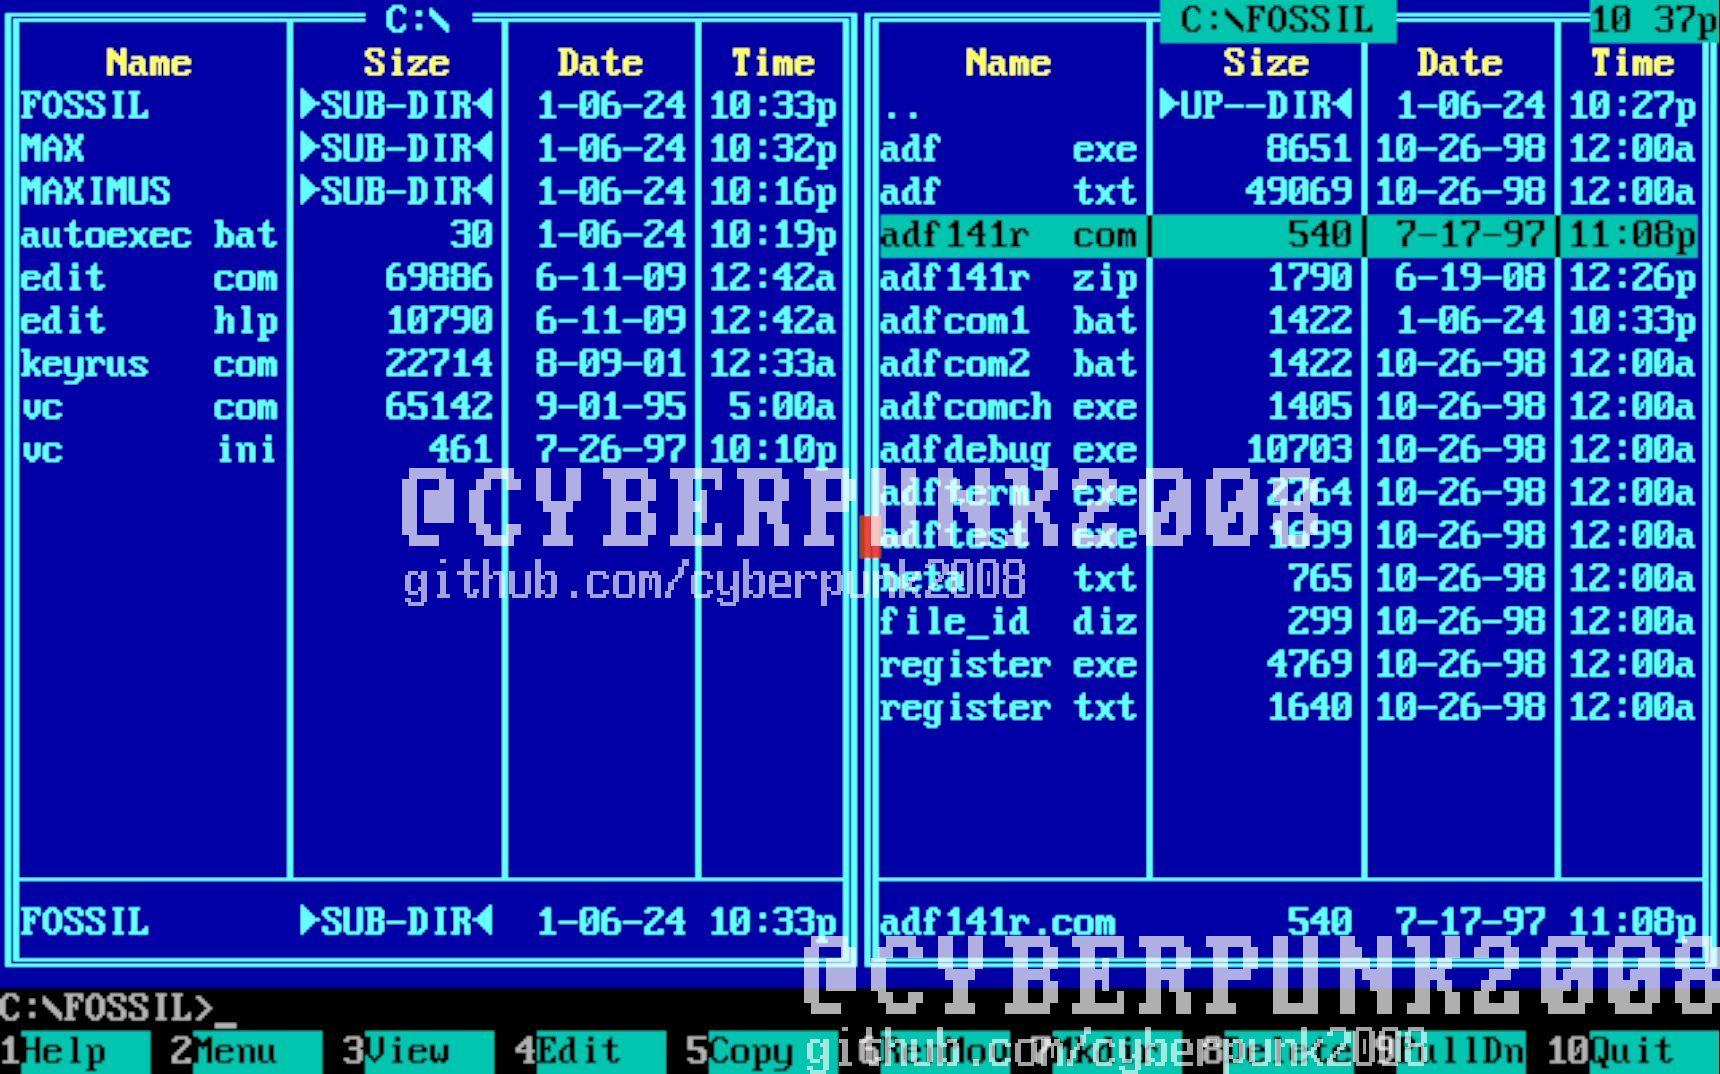 C:\
Name Size Date Time
FOSSIL ►SUB-DIR◄ 1-06-24 10:33p
MAX ►SUB-DIR◄ 1-06-24 10:32p
MAXIMUS ►SUB-DIR◄ 1-06-24 10:16p
autoexec bat 30 1-06-24 10:19p
edit com 69886 6-11-09 12:42a
edit hlp 10790 6-11-09 12:42a
keyrus com 22714 8-09-01 12:33a
vc com 65142 9-01-95 5:00a
vc ini 461 7-26-97 10:10p
FOSSIL ►SUB-DIR◄ 1-06-24 10:33p
C:\FOSSIL 10 37p
Name Size Date Time
.. ►UP--DIR◄ 1-06-24 10:27p
adf exe 8651 10-26-98 12:00a
adf txt 49069 10-26-98 12:00a
adf141r com 540 7-17-97 11:08p
adf141r zip 1790 6-19-08 12:26p
adfcom1 bat 1422 1-06-24 10:33p
adfcom2 bat 1422 10-26-98 12:00a
adfcomch exe 1405 10-26-98 12:00a
adfdebug exe 10703 10-26-98 12:00a
adfterm exe 2764 10-26-98 12:00a
adftest exe 1699 10-26-98 12:00a
beta txt 765 10-26-98 12:00a
file_id diz 299 10-26-98 12:00a
register exe 4769 10-26-98 12:00a
register txt 1640 10-26-98 12:00a
adf141r.com 540 7-17-97 11:08p
@CYBERPUNK2008
github.com/cyberpunk2008
@CYBERPUNK2008
github.com/cyberpunk2008
C:\FOSSIL>_
1Help 2Menu 3View 4Edit 5Copy 6RenMov 7Mkdir 8Delete 9PullDn 10Quit